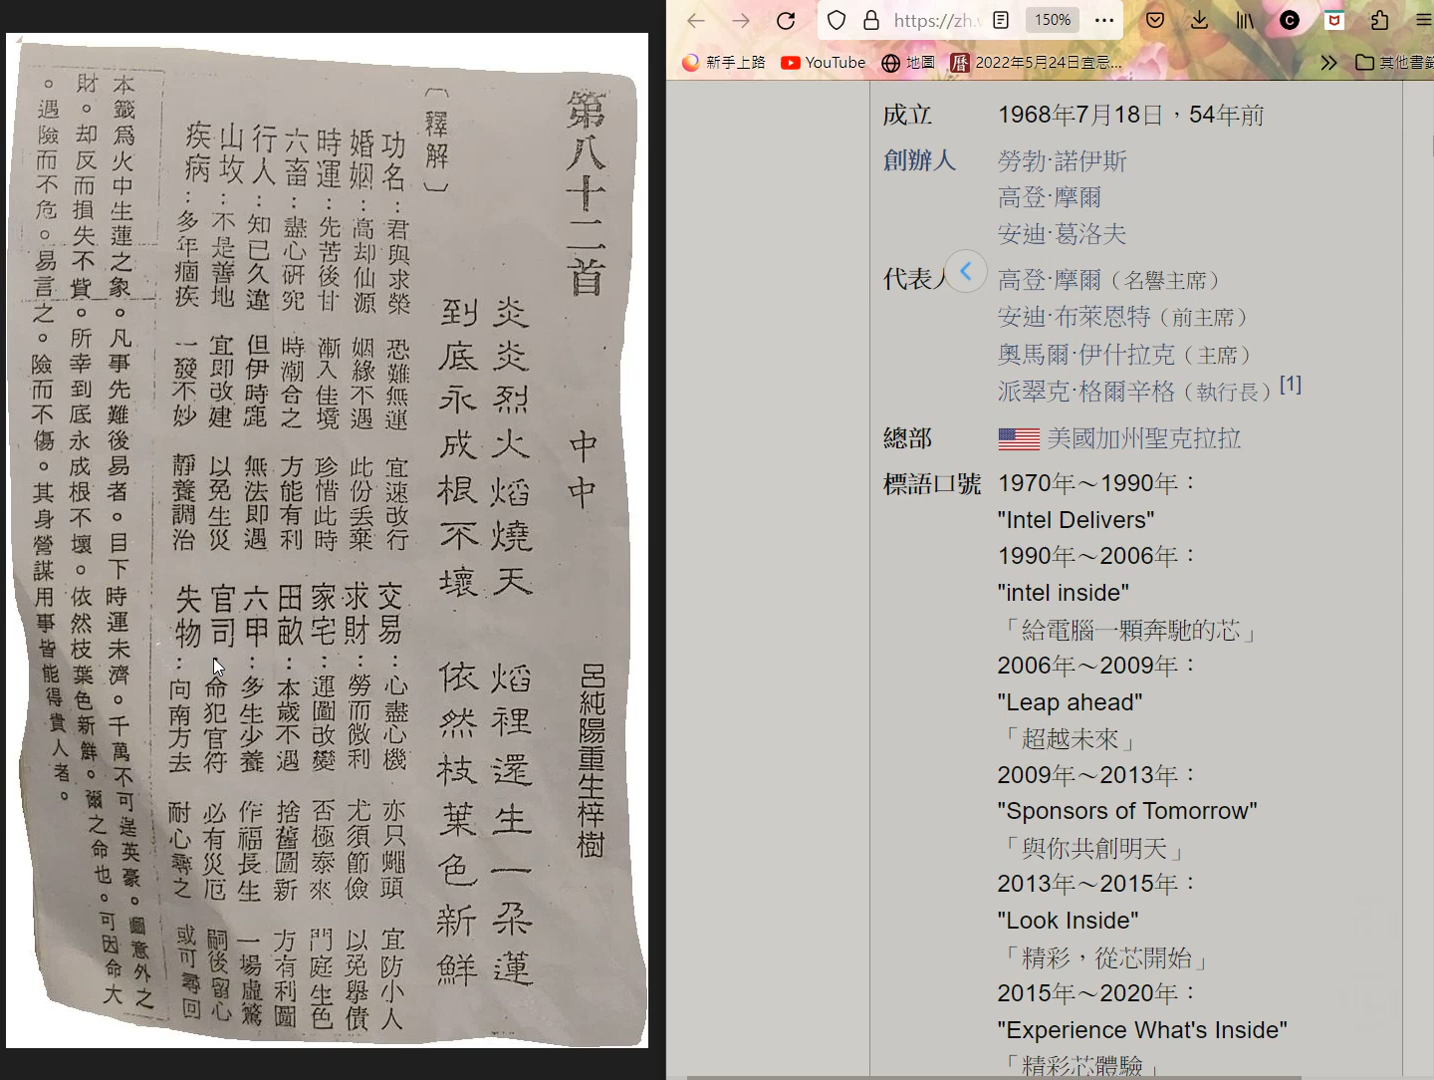 第八十二首
中中
呂純陽重生梓樹
炎炎烈火熖燒天 熖裡還生一朵蓮
到底永成根不壞 依然枝葉色新鮮
〔釋解〕
功名：君與求榮 恐難無運 宜速改行
婚姻：高却仙源 姻緣不遇 此份丢棄
時運：先苦後甘 漸入佳境 珍惜此時
六畜：盡心研究 時潮合之 方能有利
行人：知已久違 但伊時麗 無法即遇
山坟：不是善地 宜即改建 以免生災
疾病：多年痼疾 一發不妙 靜養調治
交易：心盡心機 亦只蠅頭 宜防小人
求財：勞而微利 尤須節儉 以免舉債
家宅：運圖改變 否極泰來 門庭生色
田畝：本歲不遇 捨舊圖新 方有利圖
六甲：多生少養 作福長生 一場虛驚
官司：命犯官符 必有災厄 嗣後留心
失物：向南方去 耐心尋之 或可尋回
本籤爲火中生蓮之象。凡事先難後易者。目下時運未濟。千萬不可逞英豪。圖意外之
財。却反而損失不貲。所幸到底永成根不壞。依然枝葉色新鮮。爾之命也。可因命大
。遇險而不危。易言之。險而不傷。其身營謀用事皆能得貴人者。
https://zh.
150%
新手上路
YouTube
地圖
2022年5月24日宜忌...
其他書籤
成立 1968年7月18日，54年前
創辦人 勞勃·諾伊斯
高登·摩爾
安迪·葛洛夫
代表人 高登·摩爾（名譽主席）
安迪·布萊恩特（前主席）
奧馬爾·伊什拉克（主席）
派翠克·格爾辛格（執行長）[1]
總部 美國加州聖克拉拉
標語口號 1970年～1990年：
"Intel Delivers"
1990年～2006年：
"intel inside"
「給電腦一顆奔馳的芯」
2006年～2009年：
"Leap ahead"
「超越未來」
2009年～2013年：
"Sponsors of Tomorrow"
「與你共創明天」
2013年～2015年：
"Look Inside"
「精彩，從芯開始」
2015年～2020年：
"Experience What's Inside"
「精彩芯體驗」